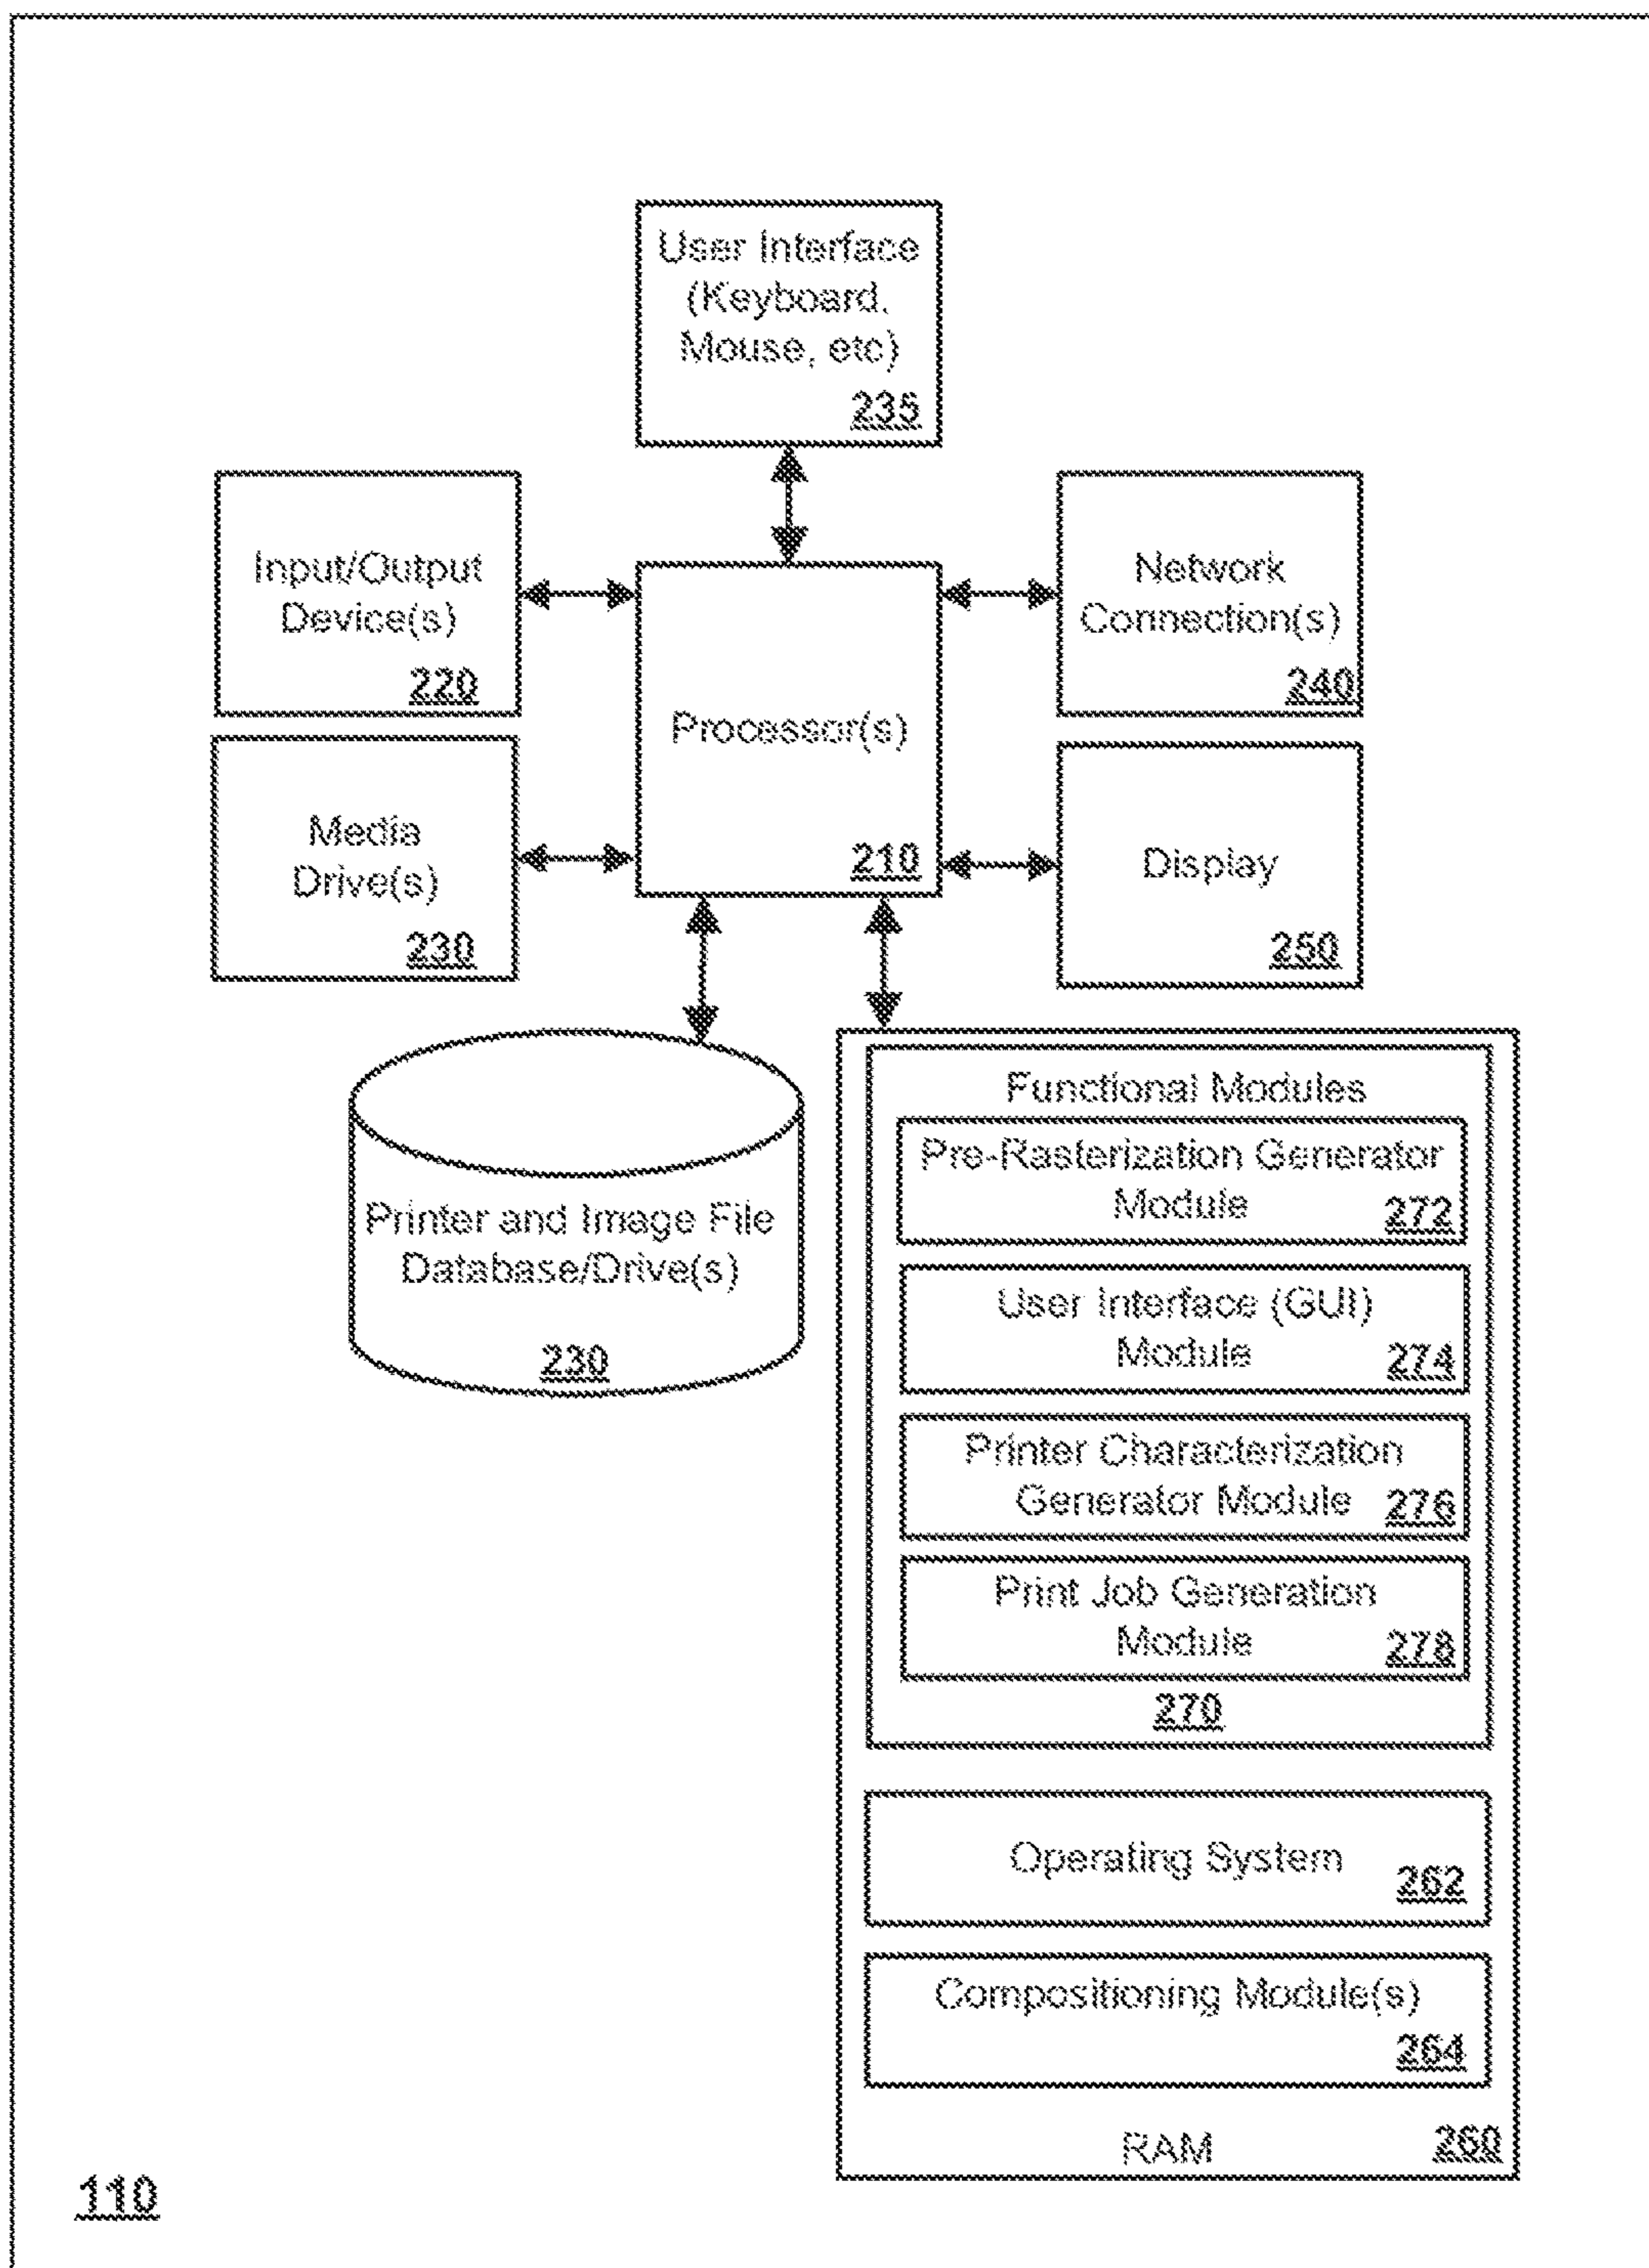 User Interface
(Keyboard,
Mouse, etc)
235
Input/Output
Device(s)
220
Processor(s)
210
Network
Connection(s)
240
Media
Drive(s)
230
Display
250
Printer and Image File
Database/Drive(s)
230
Functional Modules
Pre-Rasterization Generator
Module 272
User Interface (GUI)
Module 274
Printer Characterization
Generator Module 276
Print Job Generation
Module 278
270
Operating System 262
Compositioning Module(s)
264
RAM 260
110